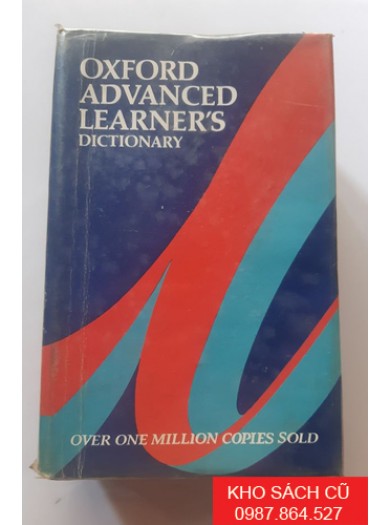 OXFORD
ADVANCED
LEARNER'S
DICTIONARY
OVER ONE MILLION COPIES SOLD
KHO SÁCH CŨ
0987.864.527